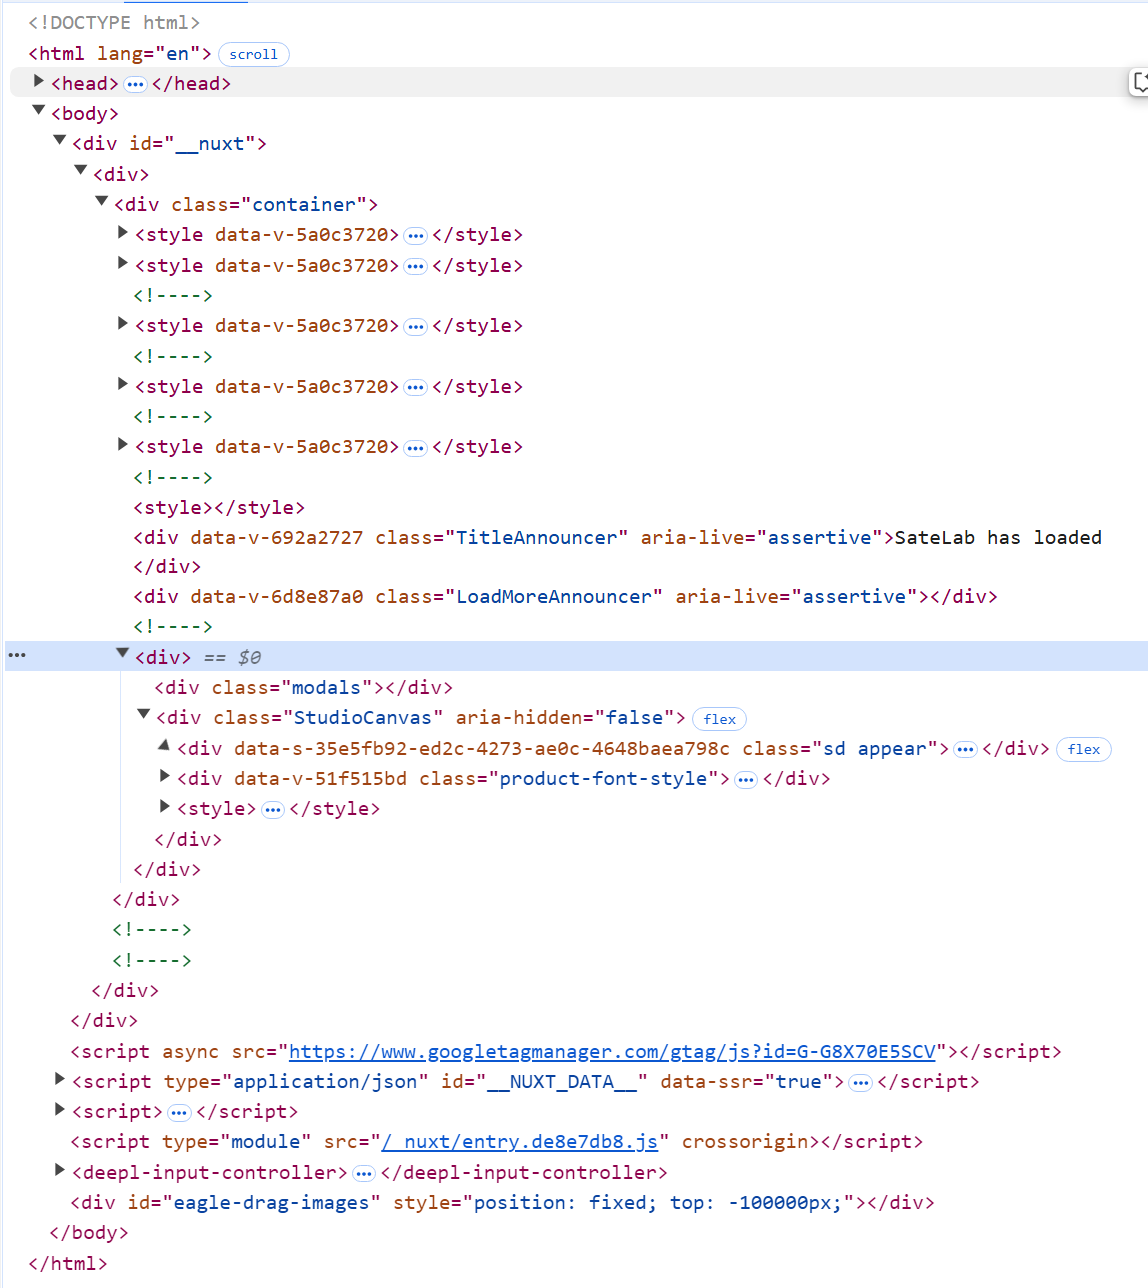 <!DOCTYPE html>
<html lang="en"> scroll
<head> ··· </head>
<body>
<div id="__nuxt">
<div>
<div class="container">
<style data-v-5a0c3720> ··· </style>
<style data-v-5a0c3720> ··· </style>
<!---->
<style data-v-5a0c3720> ··· </style>
<!---->
<style data-v-5a0c3720> ··· </style>
<!---->
<style data-v-5a0c3720> ··· </style>
<!---->
<style></style>
<div data-v-692a2727 class="TitleAnnouncer" aria-live="assertive">SateLab has loaded
</div>
<div data-v-6d8e87a0 class="LoadMoreAnnouncer" aria-live="assertive"></div>
<!---->
··· <div> == $0
<div class="modals"></div>
<div class="StudioCanvas" aria-hidden="false"> flex
<div data-s-35e5fb92-ed2c-4273-ae0c-4648baea798c class="sd appear"> ··· </div> flex
<div data-v-51f515bd class="product-font-style"> ··· </div>
<style> ··· </style>
</div>
</div>
</div>
<!---->
<!---->
</div>
</div>
<script async src="https://www.googletagmanager.com/gtag/js?id=G-G8X70E5SCV"></script>
<script type="application/json" id="__NUXT_DATA__" data-ssr="true"> ··· </script>
<script> ··· </script>
<script type="module" src="/_nuxt/entry.de8e7db8.js" crossorigin></script>
<deepl-input-controller> ··· </deepl-input-controller>
<div id="eagle-drag-images" style="position: fixed; top: -100000px;"></div>
</body>
</html>